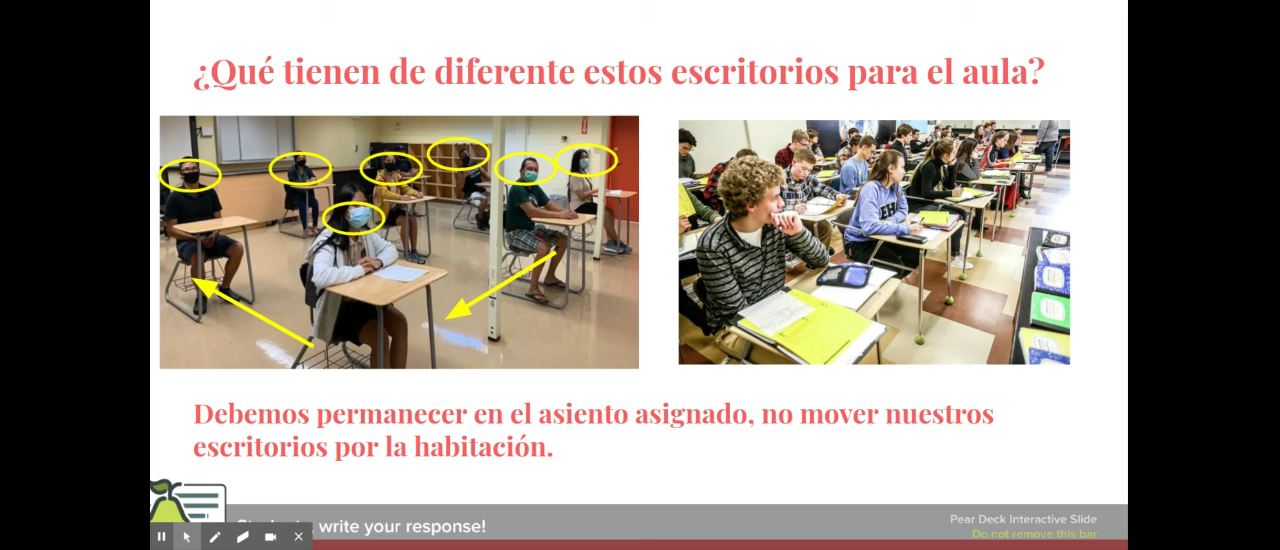 ¿Qué tienen de diferente estos escritorios para el aula?
Debemos permanecer en el asiento asignado, no mover nuestros
escritorios por la habitación.
write your response!
Pear Deck Interactive Slide
Do not remove this bar